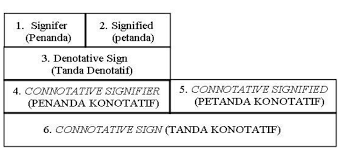 1. Signifer
(Penanda)
2. Signified
(petanda)
3. Denotative Sign
(Tanda Denotatif)
4. CONNOTATIVE SIGNIFIER
(PENANDA KONOTATIF)
5. CONNOTATIVE SIGNIFIED
(PETANDA KONOTATIF)
6. CONNOTATIVE SIGN (TANDA KONOTATIF)